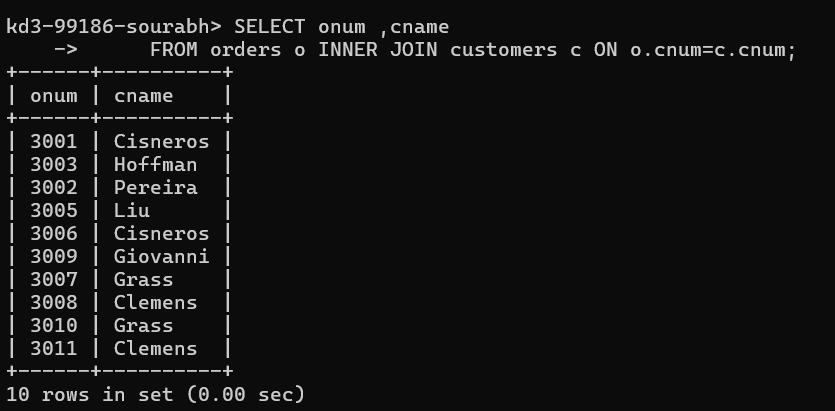 kd3-99186-sourabh> SELECT onum ,cname
    ->      FROM orders o INNER JOIN customers c ON o.cnum=c.cnum;
+------+----------+
| onum | cname    |
+------+----------+
| 3001 | Cisneros |
| 3003 | Hoffman  |
| 3002 | Pereira  |
| 3005 | Liu      |
| 3006 | Cisneros |
| 3009 | Giovanni |
| 3007 | Grass    |
| 3008 | Clemens  |
| 3010 | Grass    |
| 3011 | Clemens  |
+------+----------+
10 rows in set (0.00 sec)